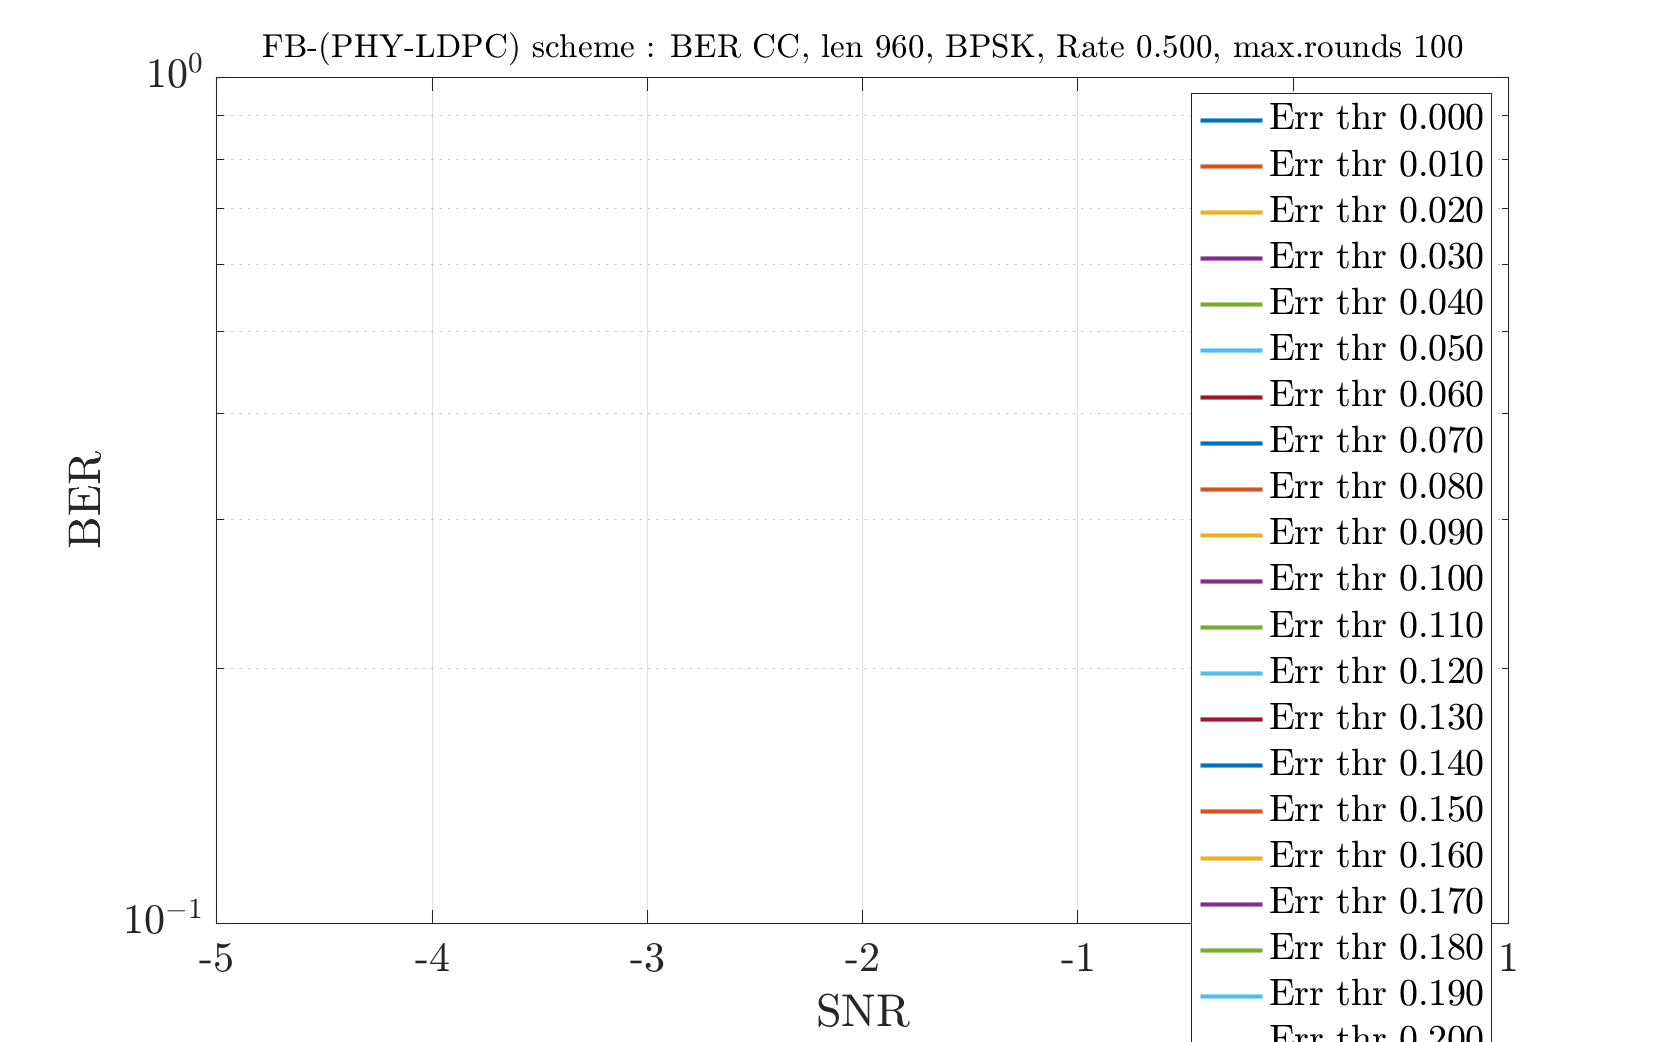 FB-(PHY-LDPC) scheme : BER CC, len 960, BPSK, Rate 0.500, max.rounds 100
10⁰
Err thr 0.000
Err thr 0.010
Err thr 0.020
Err thr 0.030
Err thr 0.040
Err thr 0.050
Err thr 0.060
Err thr 0.070
Err thr 0.080
Err thr 0.090
Err thr 0.100
Err thr 0.110
Err thr 0.120
Err thr 0.130
Err thr 0.140
Err thr 0.150
Err thr 0.160
Err thr 0.170
Err thr 0.180
Err thr 0.190
Err thr 0.200
BER
10⁻¹
-5 -4 -3 -2 -1 1
SNR